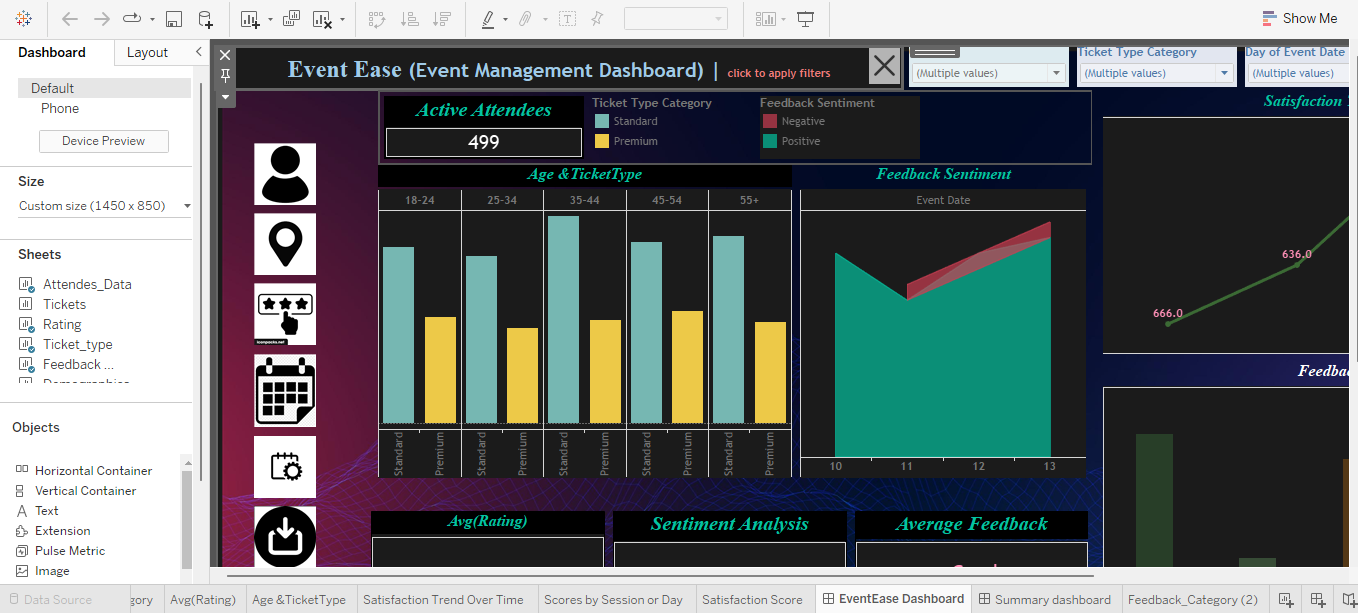 Show Me
Dashboard
Layout
Default
Phone
Device Preview
Size
Custom size (1450 x 850)
Sheets
Attendes_Data
Tickets
Rating
Ticket_type
Feedback ...
Objects
Horizontal Container
Vertical Container
Text
Extension
Pulse Metric
Image
Event Ease (Event Management Dashboard) | click to apply filters
(Multiple values)
Ticket Type Category
(Multiple values)
Day of Event Date
(Multiple values)
Active Attendees
499
Ticket Type Category
Standard
Premium
Feedback Sentiment
Negative
Positive
Satisfaction
Age &TicketType
18-24 25-34 35-44 45-54 55+
Standard Premium Standard Premium Standard Premium Standard Premium Standard Premium
Feedback Sentiment
Event Date
10 11 12 13
636.0
666.0
iconpacks.net
Avg(Rating)
Sentiment Analysis
Average Feedback
Data Source
gory
Avg(Rating)
Age &TicketType
Satisfaction Trend Over Time
Scores by Session or Day
Satisfaction Score
EventEase Dashboard
Summary dashboard
Feedback_Category (2)